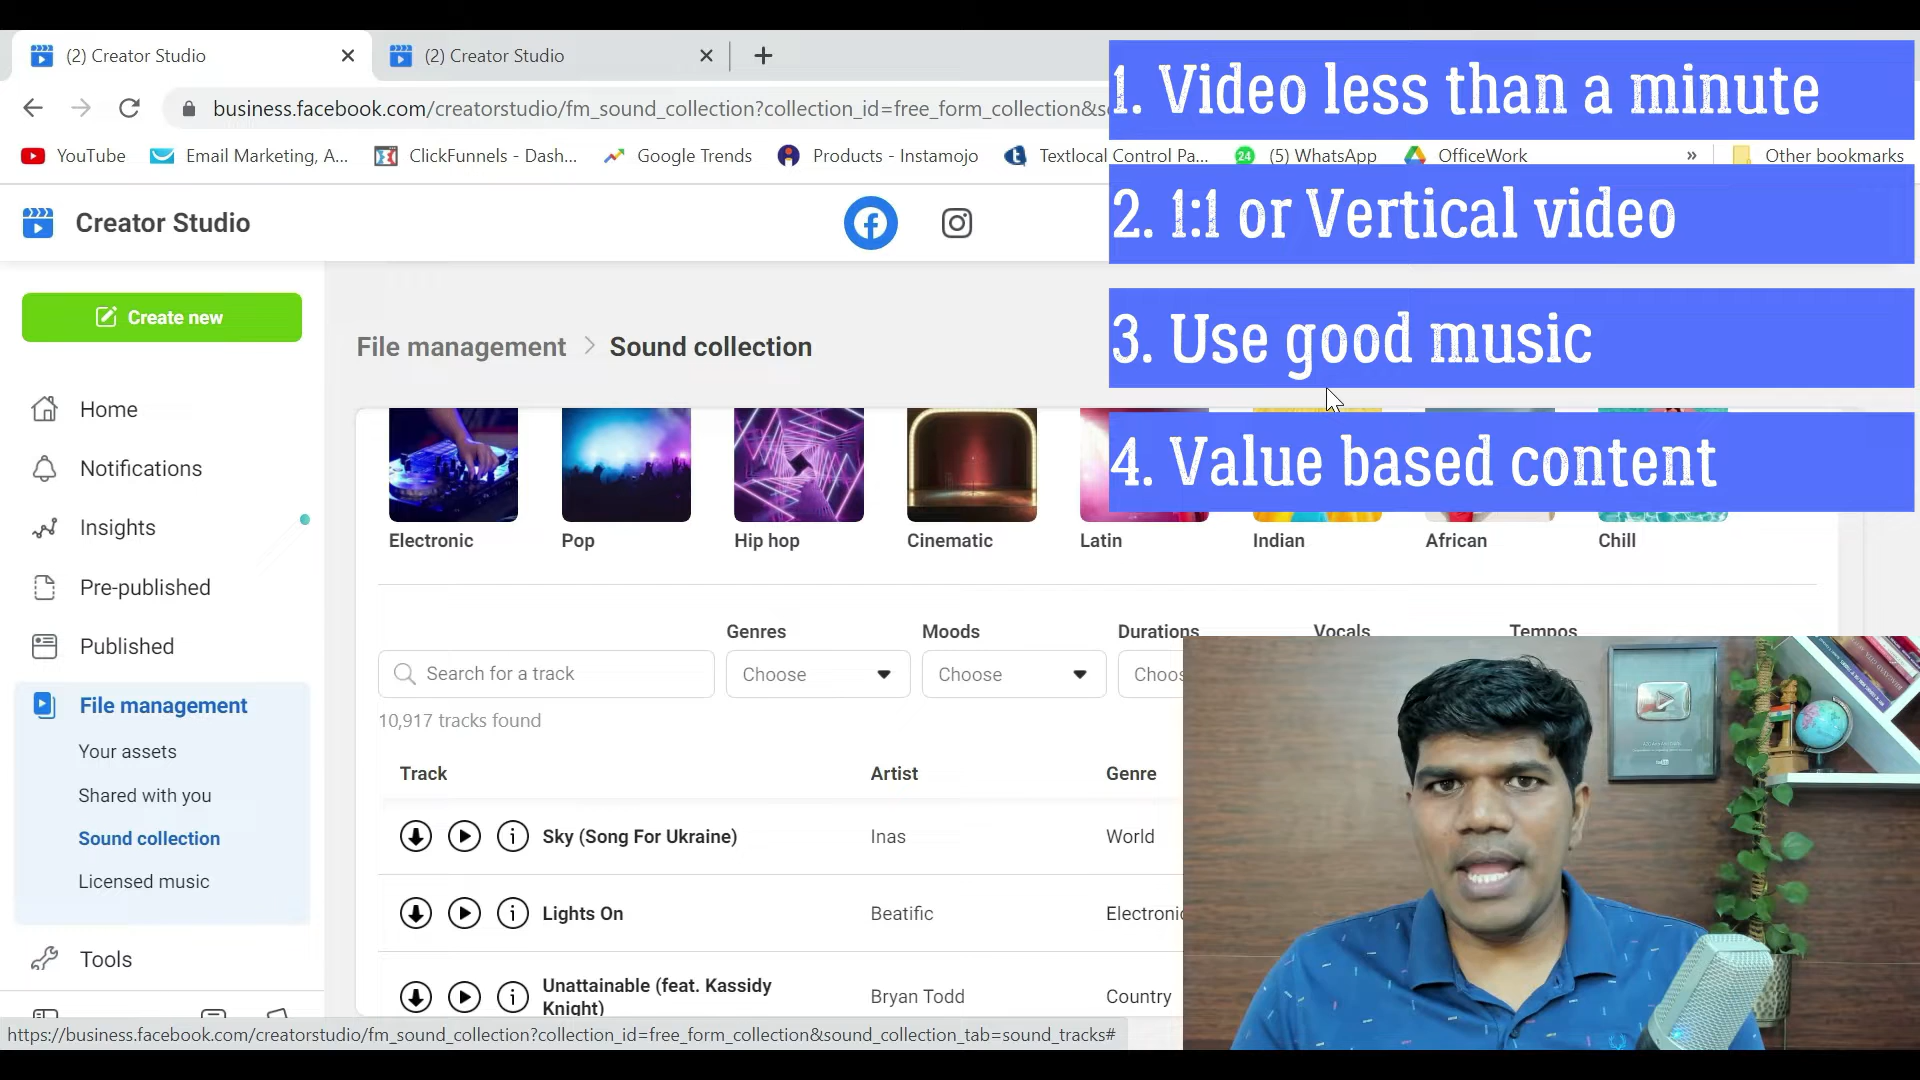 (2) Creator Studio
(2) Creator Studio
business.facebook.com/creatorstudio/fm_sound_collection?collection_id=free_form_collection&s
YouTube
Email Marketing, A...
ClickFunnels - Dash...
Google Trends
Products - Instamojo
Textlocal Control Pa...
24
(5) WhatsApp
OfficeWork
»
Other bookmarks
1. Video less than a minute
2. 1:1 or Vertical video
3. Use good music
4. Value based content
Creator Studio
Create new
Home
Notifications
Insights
Pre-published
Published
File management
Your assets
Shared with you
Sound collection
Licensed music
Tools
File management > Sound collection
Electronic
Pop
Hip hop
Cinematic
Latin
Indian
African
Chill
Genres
Moods
Durations
Vocals
Tempos
Search for a track
Choose
Choose
Choos
10,917 tracks found
Track Artist Genre
Sky (Song For Ukraine) Inas World
Lights On Beatific Electronic
Unattainable (feat. Kassidy
Knight) Bryan Todd Country
https://business.facebook.com/creatorstudio/fm_sound_collection?collection_id=free_form_collection&sound_collection_tab=sound_tracks#